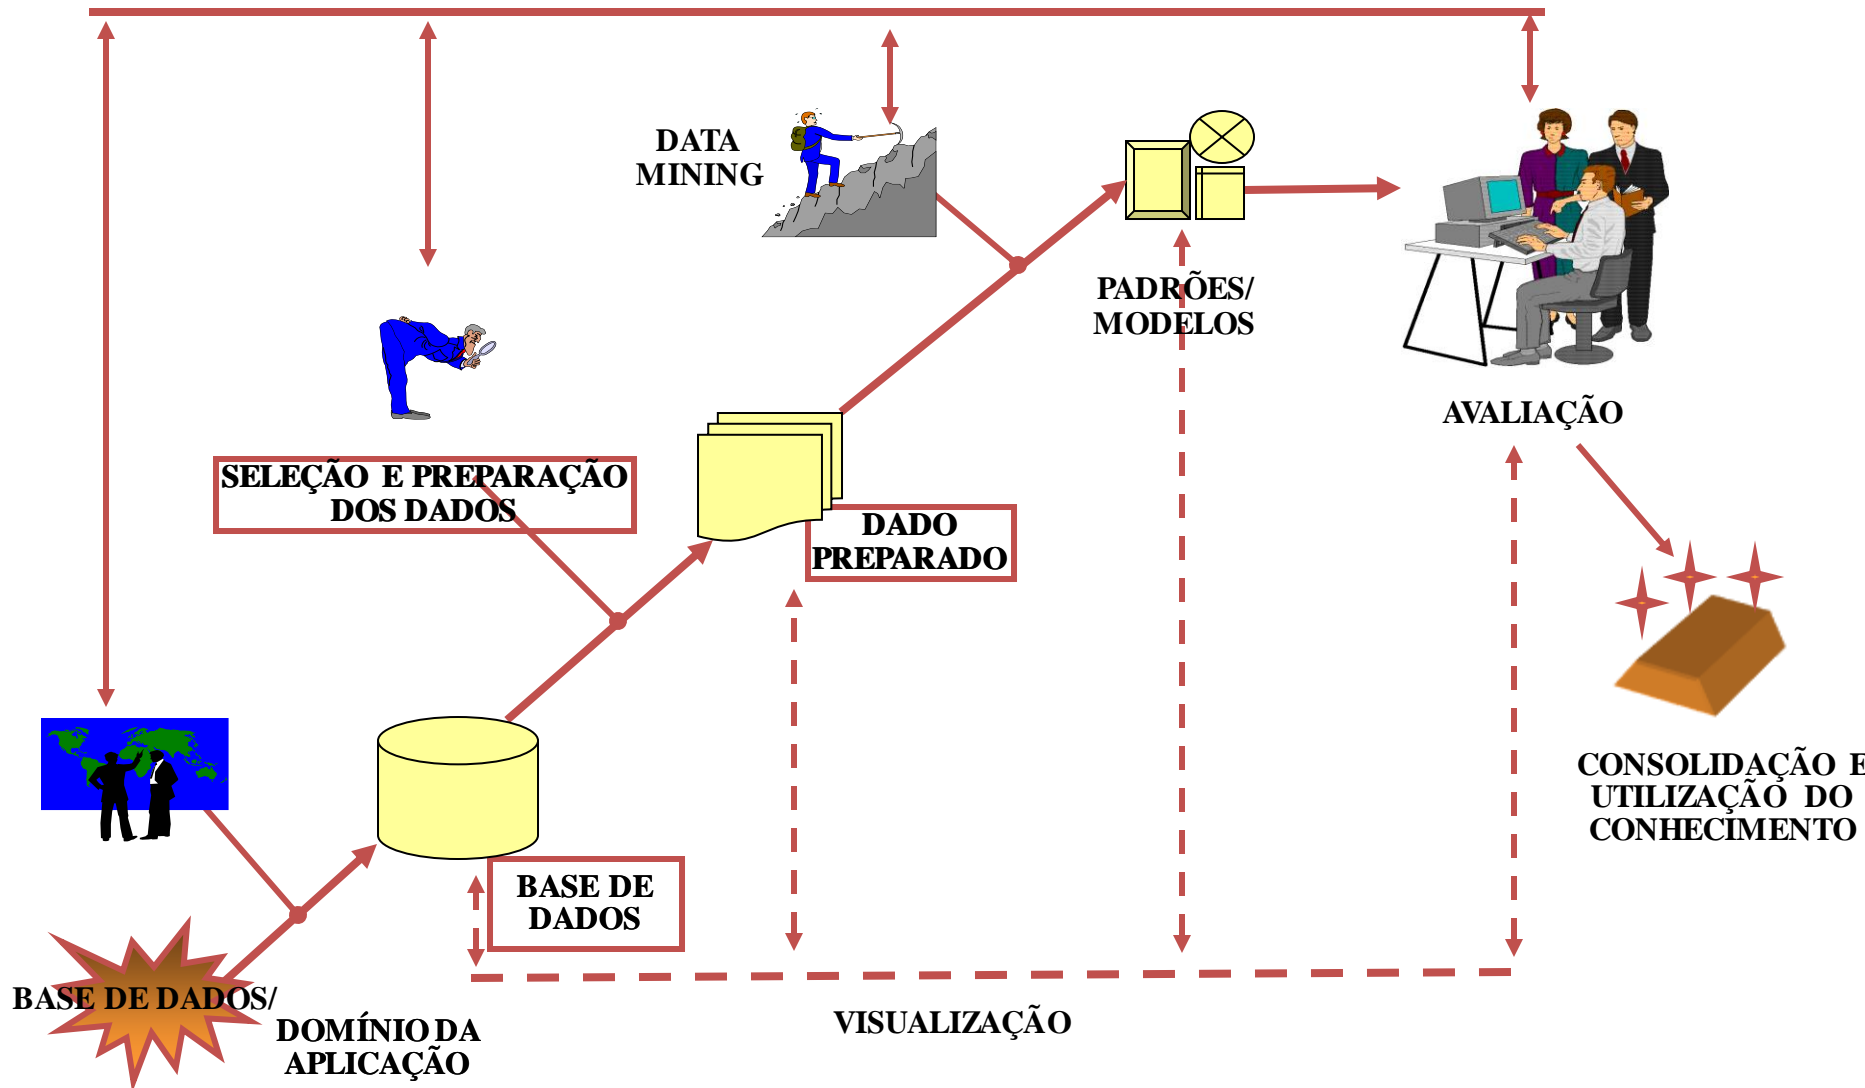 DATA
MINING
PADRÕES/
MODELOS
AVALIAÇÃO
SELEÇÃO E PREPARAÇÃO
DOS DADOS
DADO
PREPARADO
CONSOLIDAÇÃO E
UTILIZAÇÃO DO
CONHECIMENTO
BASE DE
DADOS
BASE DE DADOS/
DOMÍNIO DA
APLICAÇÃO
VISUALIZAÇÃO